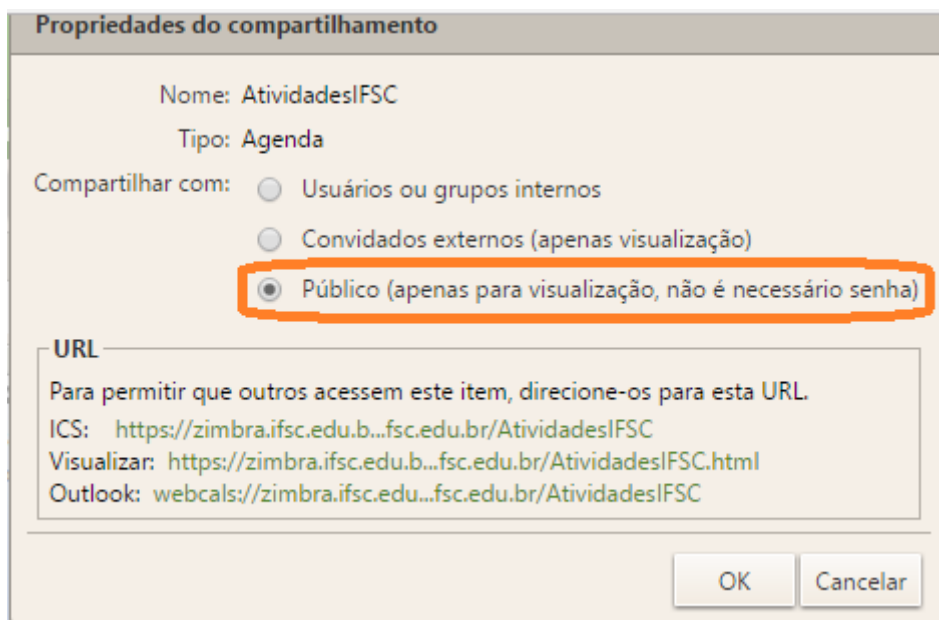 Propriedades do compartilhamento
Nome: AtividadesIFSC
Tipo: Agenda
Compartilhar com: Usuários ou grupos internos
Convidados externos (apenas visualização)
Público (apenas para visualização, não é necessário senha)
URL
Para permitir que outros acessem este item, direcione-os para esta URL.
ICS: https://zimbra.ifsc.edu.b...fsc.edu.br/AtividadesIFSC
Visualizar: https://zimbra.ifsc.edu.b...fsc.edu.br/AtividadesIFSC.html
Outlook: webcals://zimbra.ifsc.edu...fsc.edu.br/AtividadesIFSC
OK Cancelar